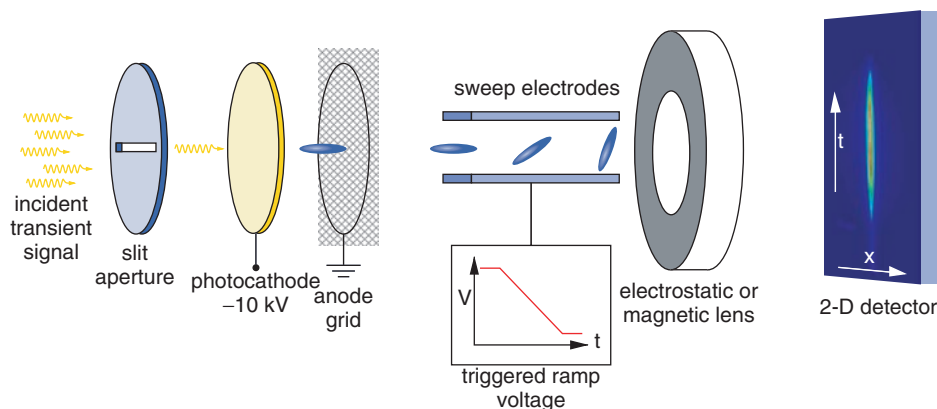 incident
transient
signal
slit
aperture
photocathode
–10 kV
anode
grid
sweep electrodes
V
t
triggered ramp
voltage
electrostatic or
magnetic lens
t
x
2-D detector